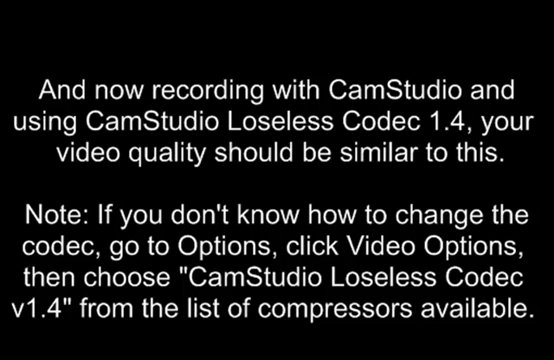 And now recording with CamStudio and
using CamStudio Loseless Codec 1.4, your
video quality should be similar to this.
Note: If you don't know how to change the
codec, go to Options, click Video Options,
then choose "CamStudio Loseless Codec
v1.4" from the list of compressors available.